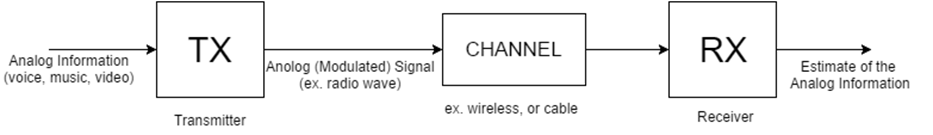 Analog Information
(voice, music, video)
TX
Transmitter
Anolog (Modulated) Signal
(ex. radio wave)
CHANNEL
ex. wireless, or cable
RX
Receiver
Estimate of the
Analog Information